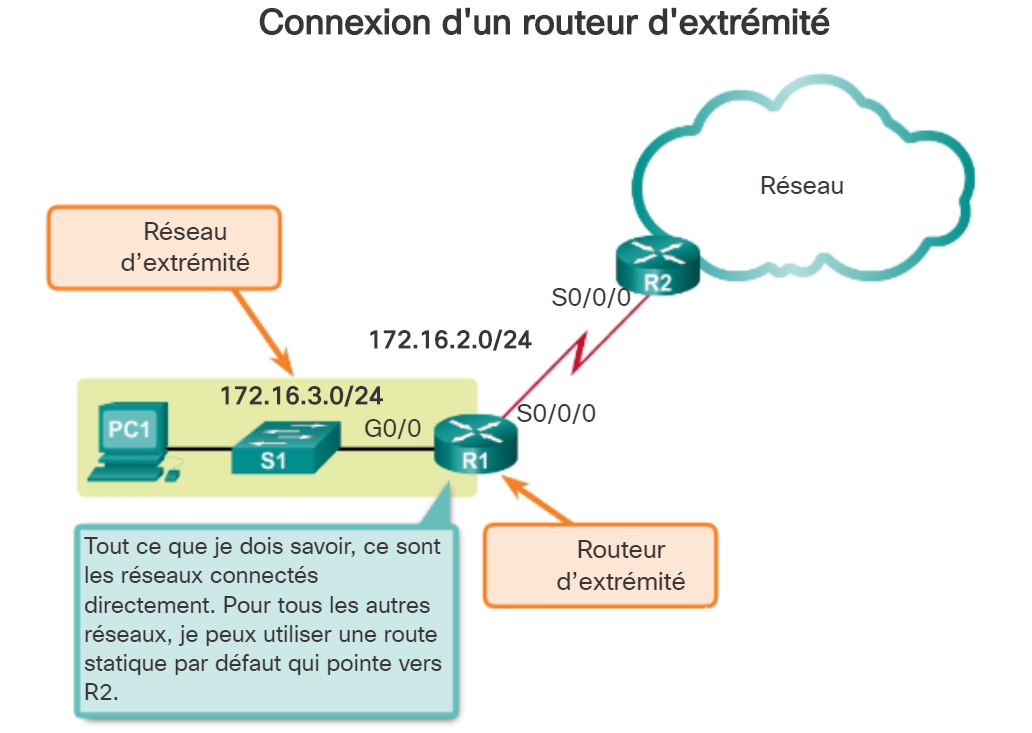 Connexion d'un routeur d'extrémité
Réseau
Réseau
d’extrémité
R2
S0/0/0
172.16.2.0/24
172.16.3.0/24
S0/0/0
PC1
G0/0
S1
R1
Tout ce que je dois savoir, ce sont
les réseaux connectés
directement. Pour tous les autres
réseaux, je peux utiliser une route
statique par défaut qui pointe vers
R2.
Routeur
d’extrémité